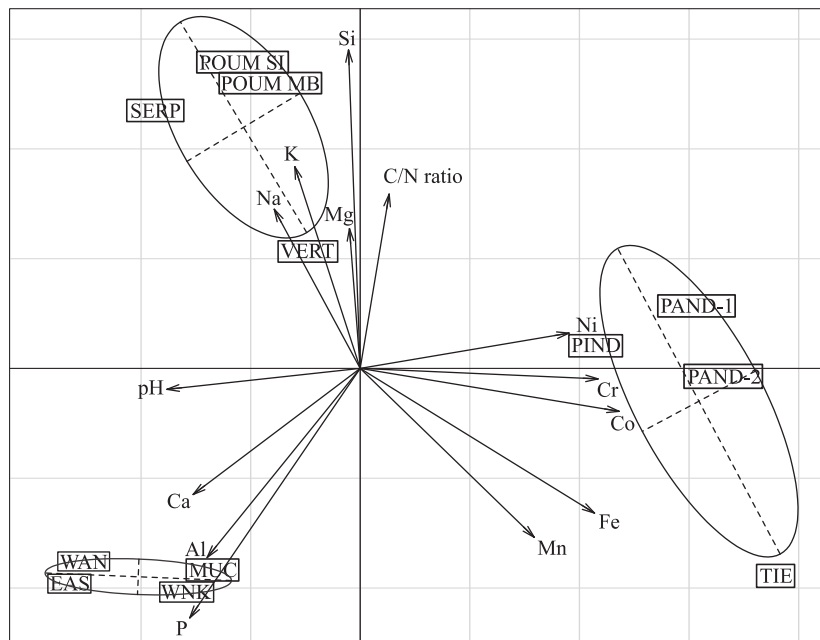 Si
POUM SI
POUM MB
SERP
K
C/N ratio
Na
Mg
VERT
PAND-1
Ni
PIND
PAND-2
pH
Cr
Co
Ca
Fe
Mn
Al
WAN
MUC
EAS
WNK
TIE
P